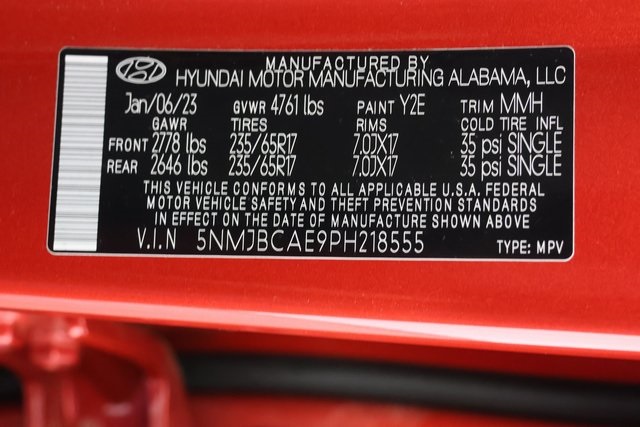 MANUFACTURED BY
HYUNDAI MOTOR MANUFACTURING ALABAMA, LLC
Jan/06/23 GVWR 4761 lbs PAINT Y2E TRIM MMH
GAWR TIRES RIMS COLD TIRE INFL
FRONT 2778 lbs 235/65R17 7.0JX17 35 psi SINGLE
REAR 2646 lbs 235/65R17 7.0JX17 35 psi SINGLE
THIS VEHICLE CONFORMS TO ALL APPLICABLE U.S.A. FEDERAL
MOTOR VEHICLE SAFETY AND THEFT PREVENTION STANDARDS
IN EFFECT ON THE DATE OF MANUFACTURE SHOWN ABOVE
V.I.N 5NMJBCAE9PH218555 TYPE: MPV